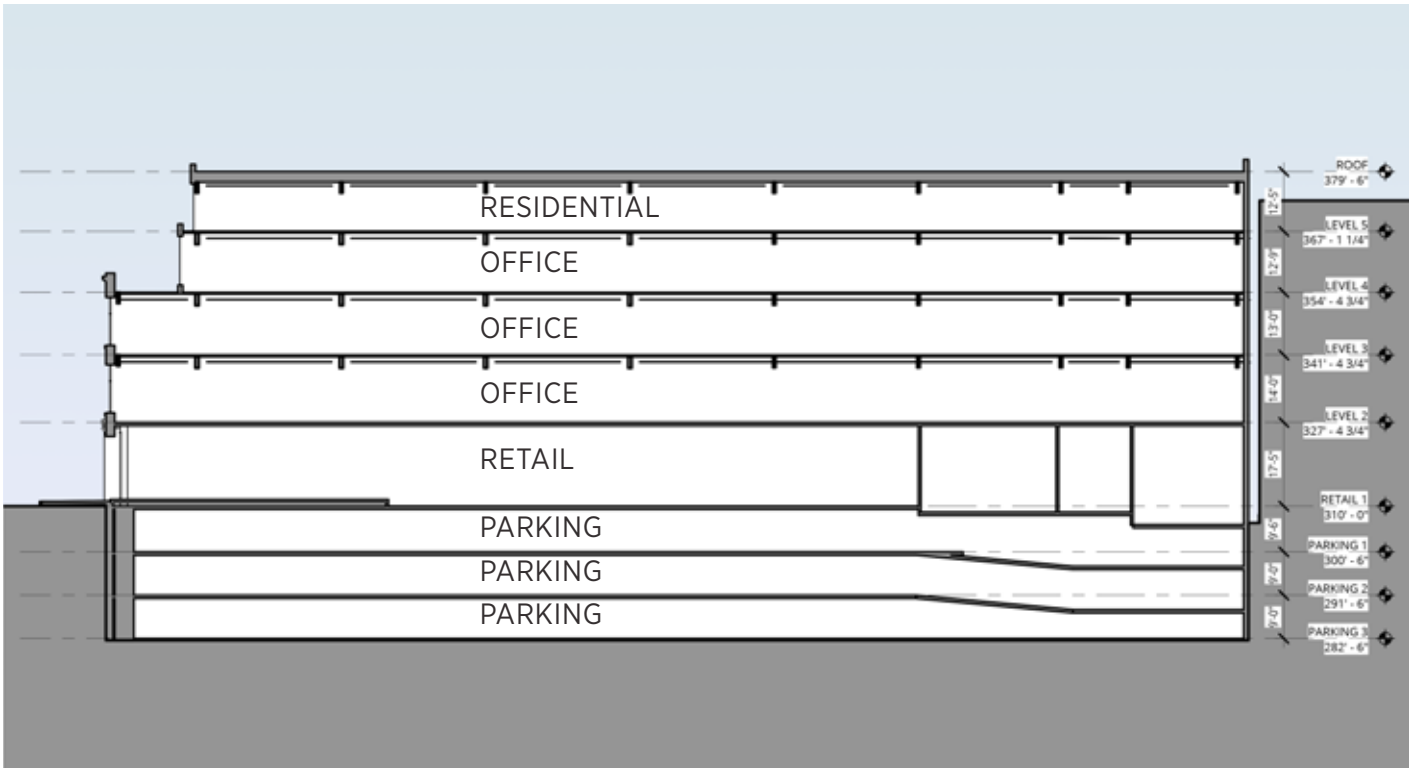 ROOF
379' - 6"
12'-5"
RESIDENTIAL
LEVEL 5
367' - 1 1/4"
12'-9"
OFFICE
LEVEL 4
354' - 4 3/4"
13'-0"
OFFICE
LEVEL 3
341' - 4 3/4"
14'-0"
OFFICE
LEVEL 2
327' - 4 3/4"
17'-5"
RETAIL
RETAIL 1
310' - 0"
9'-6"
PARKING
PARKING 1
300' - 6"
9'-0"
PARKING
PARKING 2
291' - 6"
9'-0"
PARKING
PARKING 3
282' - 6"